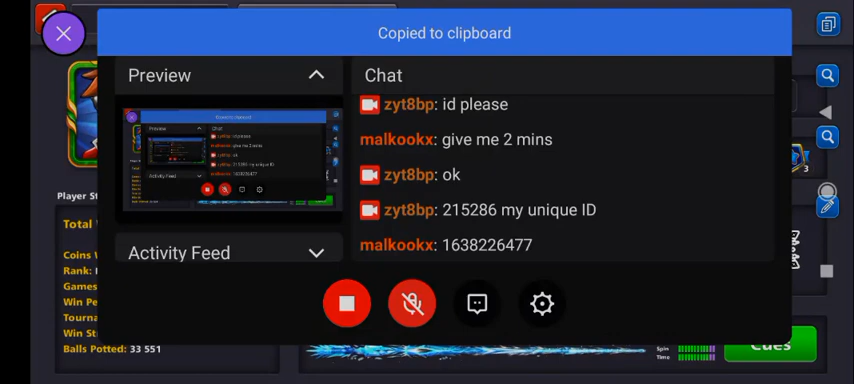 Copied to clipboard
Preview
Chat
zyt8bp: id please
malkookx: give me 2 mins
zyt8bp: ok
zyt8bp: 215286 my unique ID
malkookx: 1638226477
Activity Feed
Player St
Total
Coins
Rank:
Games
Win Pe
Tourna
Win St
Balls Potted: 33 551
3
Spin
Time
Cues